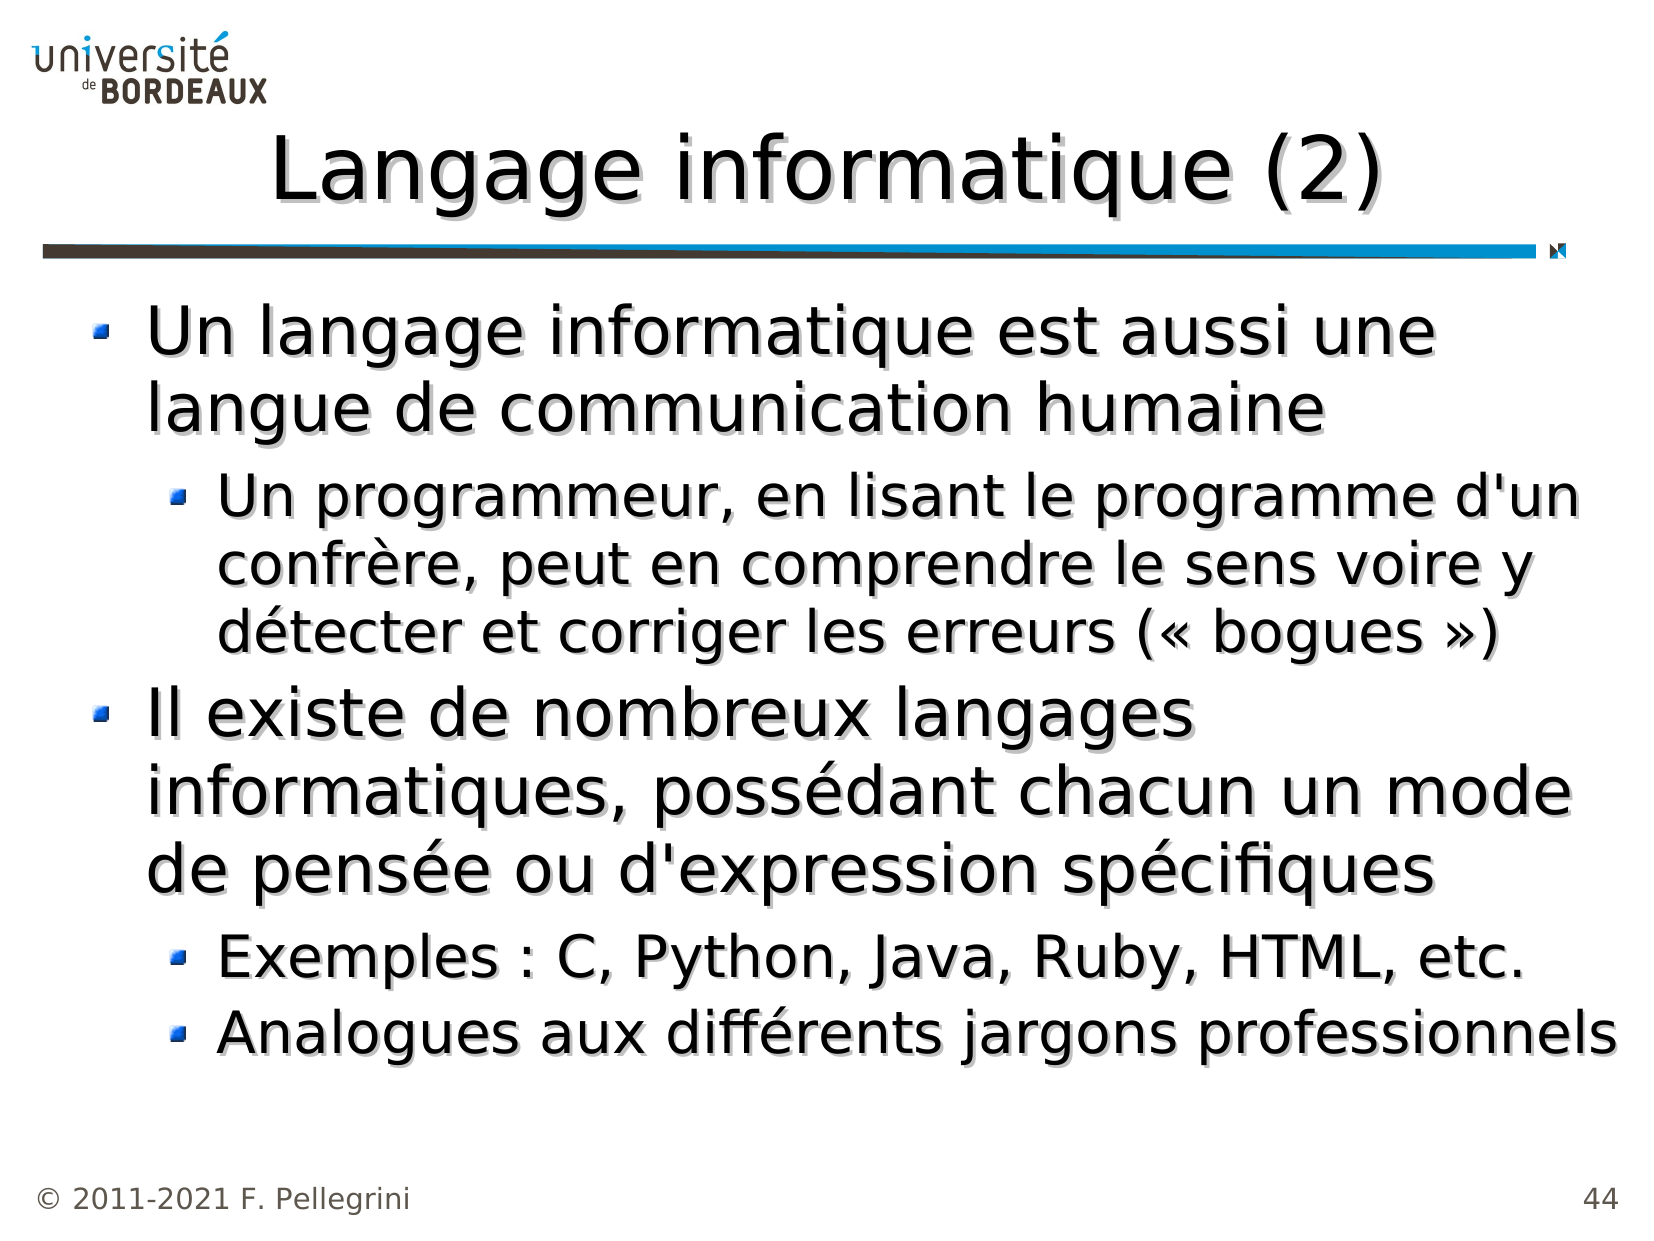 université
de BORDEAUX
Langage informatique (2)
Un langage informatique est aussi une
langue de communication humaine
Un programmeur, en lisant le programme d'un
confrère, peut en comprendre le sens voire y
détecter et corriger les erreurs (« bogues »)
Il existe de nombreux langages
informatiques, possédant chacun un mode
de pensée ou d'expression spécifiques
Exemples : C, Python, Java, Ruby, HTML, etc.
Analogues aux différents jargons professionnels
© 2011-2021 F. Pellegrini
44